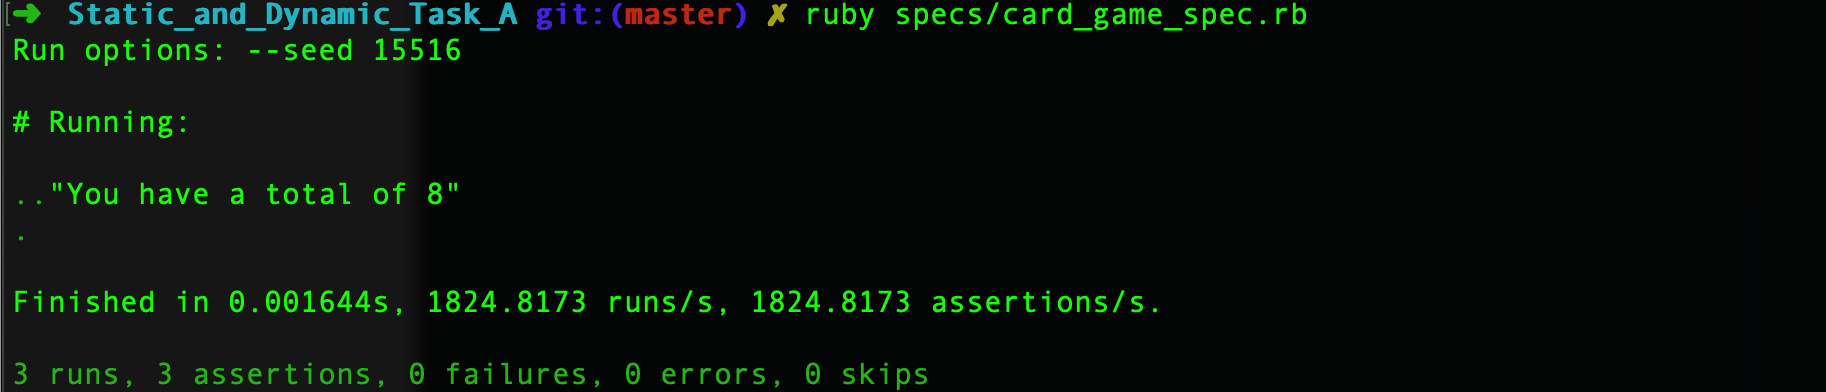 ➜ Static_and_Dynamic_Task_A git:(master) ✗ ruby specs/card_game_spec.rb
Run options: --seed 15516
# Running:
.."You have a total of 8"
.
Finished in 0.001644s, 1824.8173 runs/s, 1824.8173 assertions/s.
3 runs, 3 assertions, 0 failures, 0 errors, 0 skips